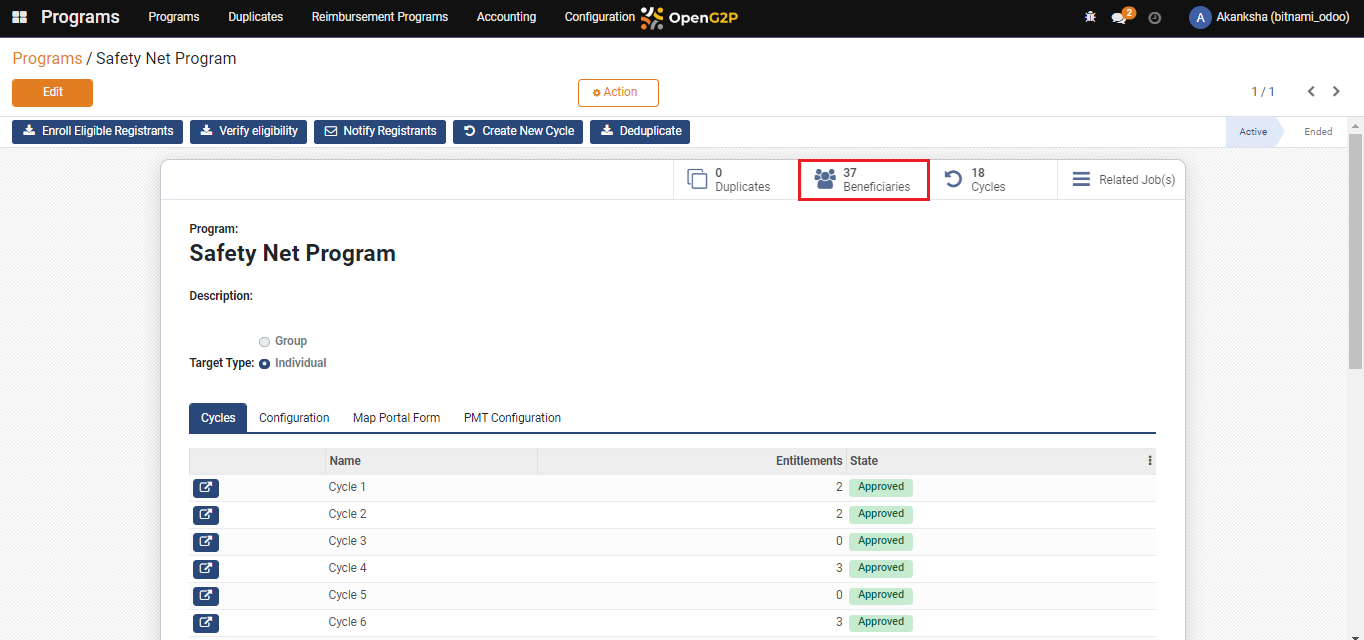 Programs Programs Duplicates Reimbursement Programs Accounting Configuration OpenG2P 2 A Akanksha (bitnami_odoo)
Programs / Safety Net Program
Edit Action 1 / 1
Enroll Eligible Registrants Verify eligibility Notify Registrants Create New Cycle Deduplicate Active Ended
0 Duplicates 37 Beneficiaries 18 Cycles Related Job(s)
Program:
Safety Net Program
Description:
Group
Target Type: Individual
Cycles Configuration Map Portal Form PMT Configuration
Name Entitlements State
Cycle 1 2 Approved
Cycle 2 2 Approved
Cycle 3 0 Approved
Cycle 4 3 Approved
Cycle 5 0 Approved
Cycle 6 3 Approved